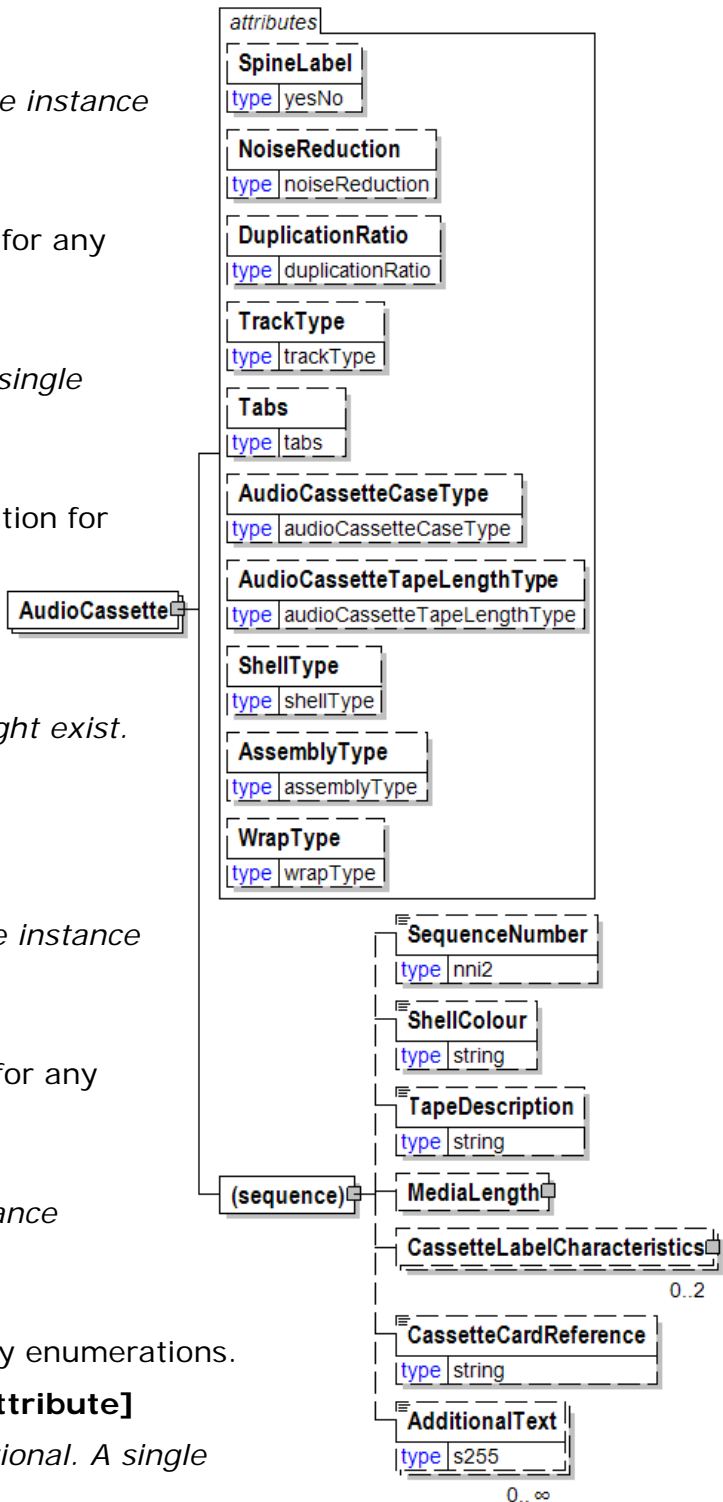 e instance
for any
single
tion for
ght exist.
e instance
for any
ance
y enumerations.
ttribute]
ional. A single
AudioCassette
attributes
SpineLabel
type yesNo
NoiseReduction
type noiseReduction
DuplicationRatio
type duplicationRatio
TrackType
type trackType
Tabs
type tabs
AudioCassetteCaseType
type audioCassetteCaseType
AudioCassetteTapeLengthType
type audioCassetteTapeLengthType
ShellType
type shellType
AssemblyType
type assemblyType
WrapType
type wrapType
(sequence)
SequenceNumber
type nni2
ShellColour
type string
TapeDescription
type string
MediaLength
CassetteLabelCharacteristics
0..2
CassetteCardReference
type string
AdditionalText
type s255
0..∞